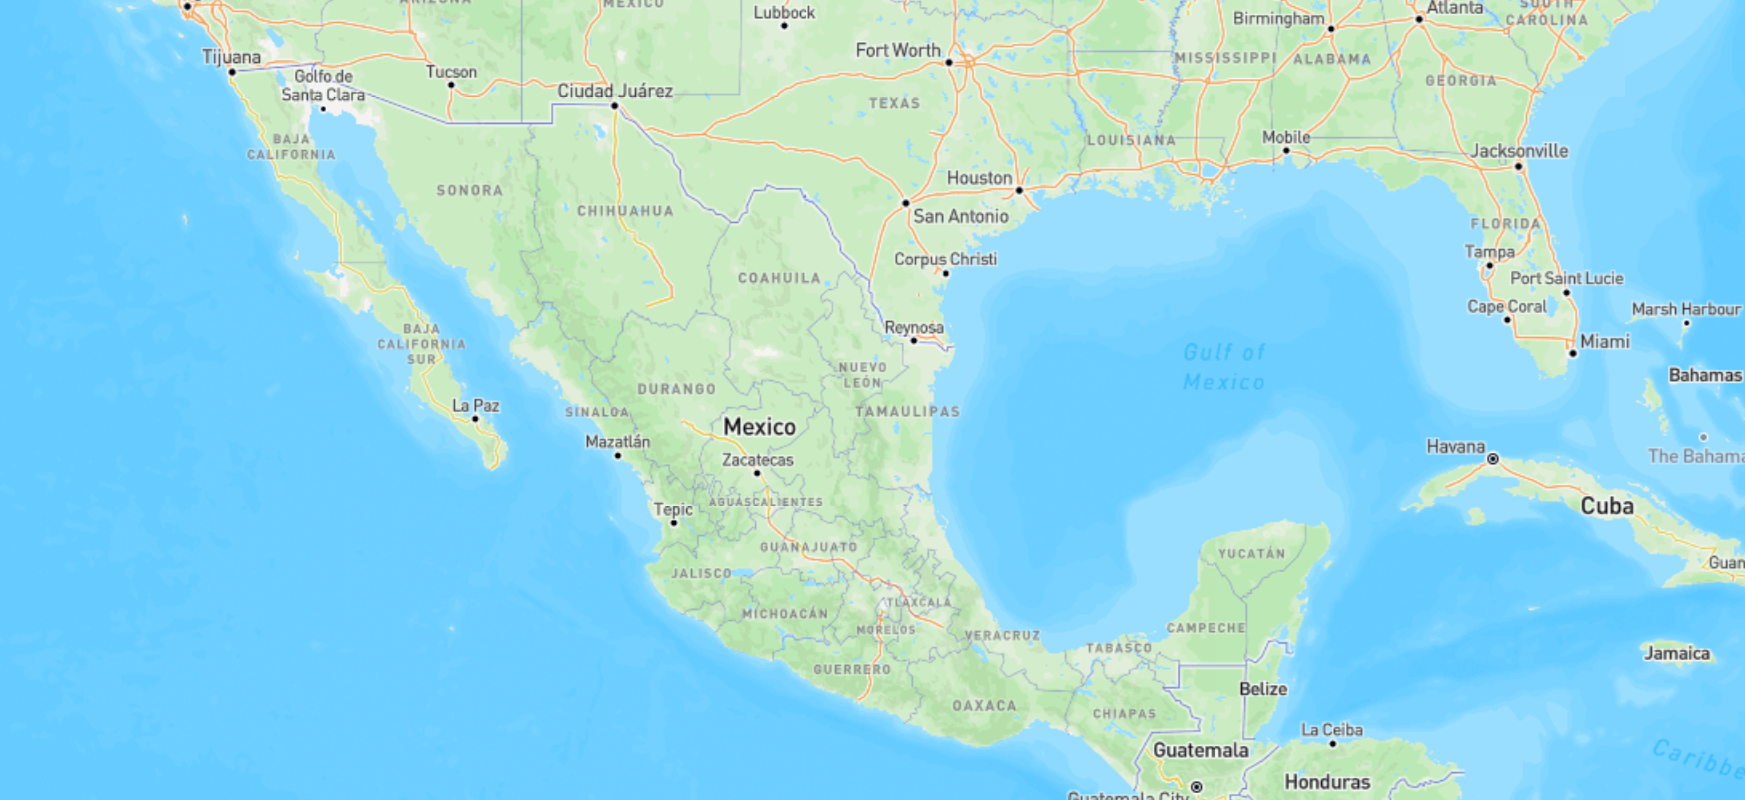 ARIZONA
MEXICO
Lubbock
Birmingham
Atlanta
SOUTH
CAROLINA
Tijuana
Golfo de
Santa Clara
Tucson
Ciudad Juárez
Fort Worth
TEXAS
MISSISSIPPI
ALABAMA
GEORGIA
BAJA
CALIFORNIA
SONORA
CHIHUAHUA
Houston
San Antonio
LOUISIANA
Mobile
Jacksonville
FLORIDA
COAHUILA
Corpus Christi
Tampa
Port Saint Lucie
Cape Coral
Marsh Harbour
Miami
Reynosa
BAJA
CALIFORNIA
SUR
Gulf of
Mexico
NUEVO
LEÓN
Bahamas
DURANGO
La Paz
SINALOA
TAMAULIPAS
Mexico
Mazatlán
Zacatecas
Havana
The Bahama
AGUASCALIENTES
Tepic
Cuba
GUANAJUATO
YUCATÁN
Guan
JALISCO
TLAXCALA
MICHOACÁN
MORELOS
VERACRUZ
CAMPECHE
TABASCO
Jamaica
GUERRERO
Belize
OAXACA
CHIAPAS
La Ceiba
Guatemala
Caribbe
Honduras
Guatemala City